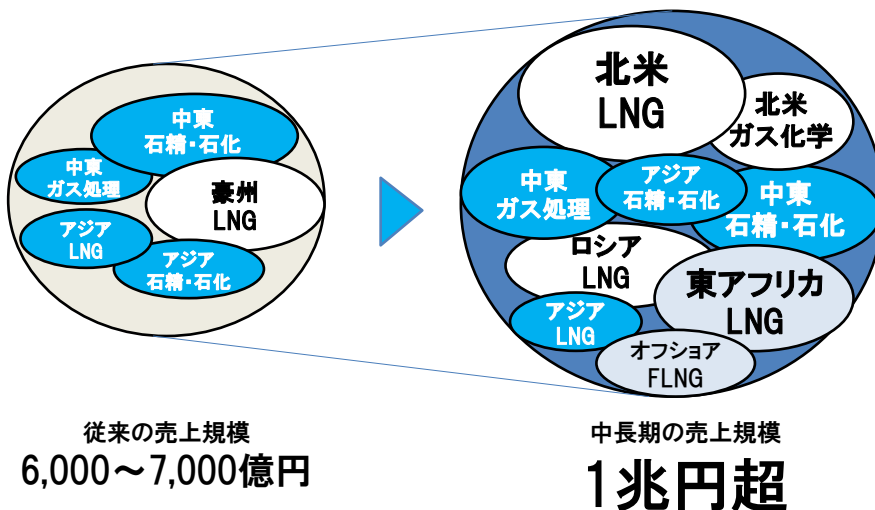 中東
石精・石化
中東
ガス処理
豪州
LNG
アジア
LNG
アジア
石精・石化
従来の売上規模
6,000～7,000億円
北米
LNG
北米
ガス化学
中東
ガス処理
アジア
石精・石化
中東
石精・石化
ロシア
LNG
東アフリカ
LNG
アジア
LNG
オフショア
FLNG
中長期の売上規模
1兆円超